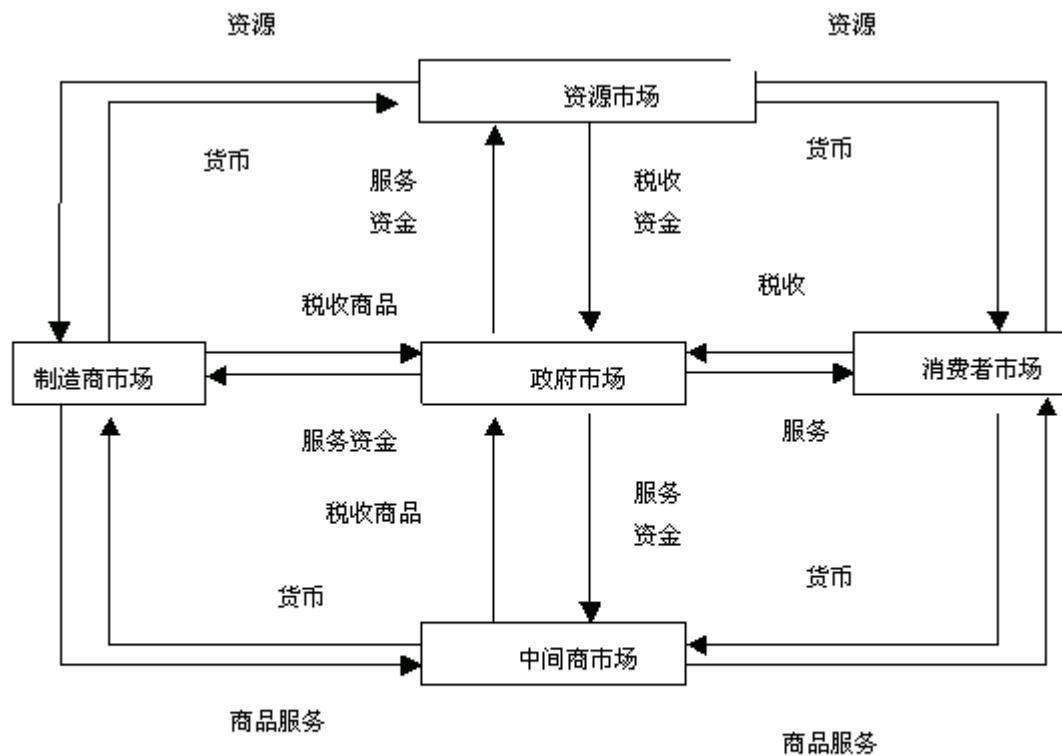 资源
资源
资源市场
货币
货币
服务
资金
税收
资金
税收商品
税收
制造商市场
政府市场
消费者市场
服务资金
服务
税收商品
服务
资金
货币
货币
中间商市场
商品服务
商品服务